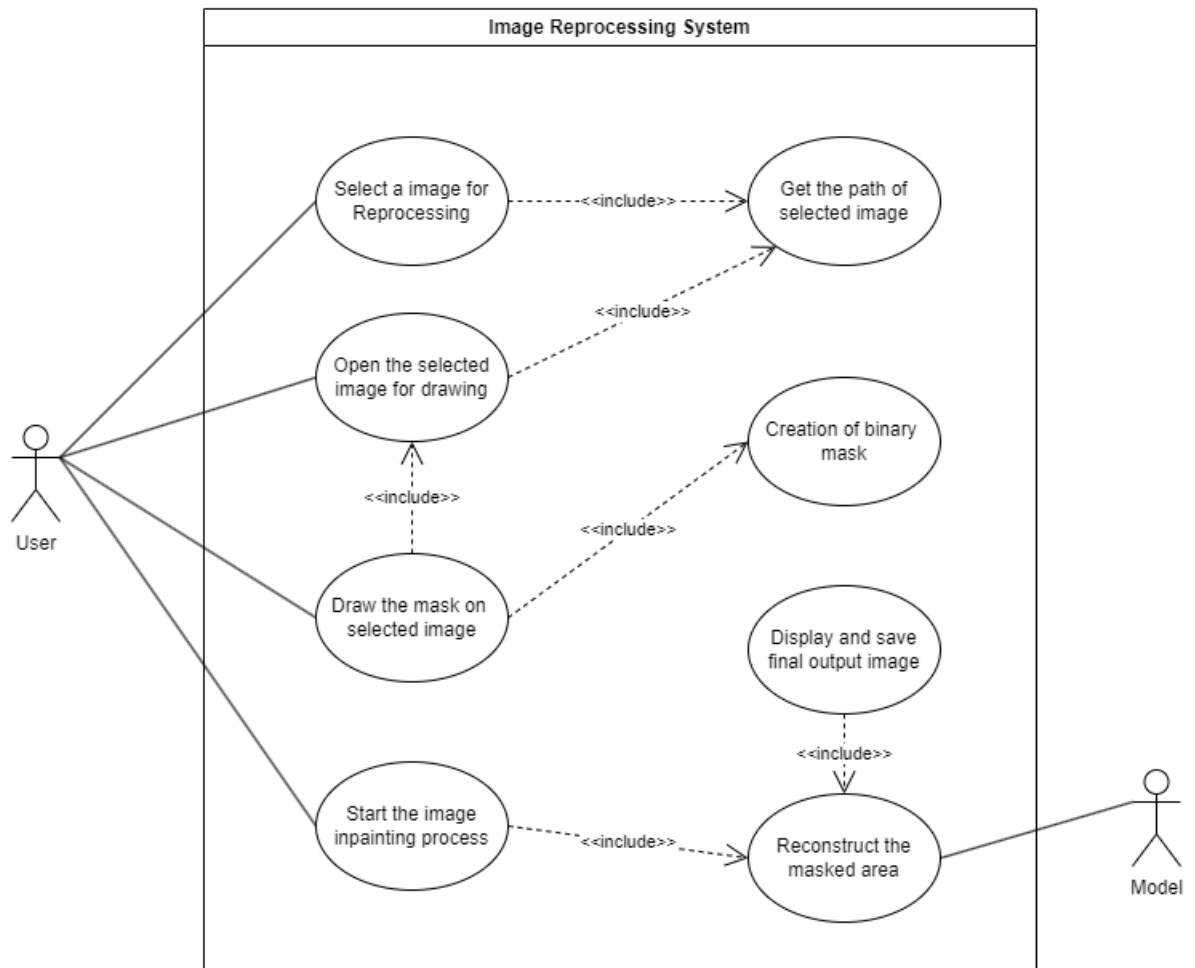 Image Reprocessing System
Select a image for
Reprocessing
<<include>>
Get the path of
selected image
<<include>>
Open the selected
image for drawing
Creation of binary
mask
<<include>>
<<include>>
User
Draw the mask on
selected image
Display and save
final output image
<<include>>
Start the image
inpainting process
<<include>>
Reconstruct the
masked area
Model